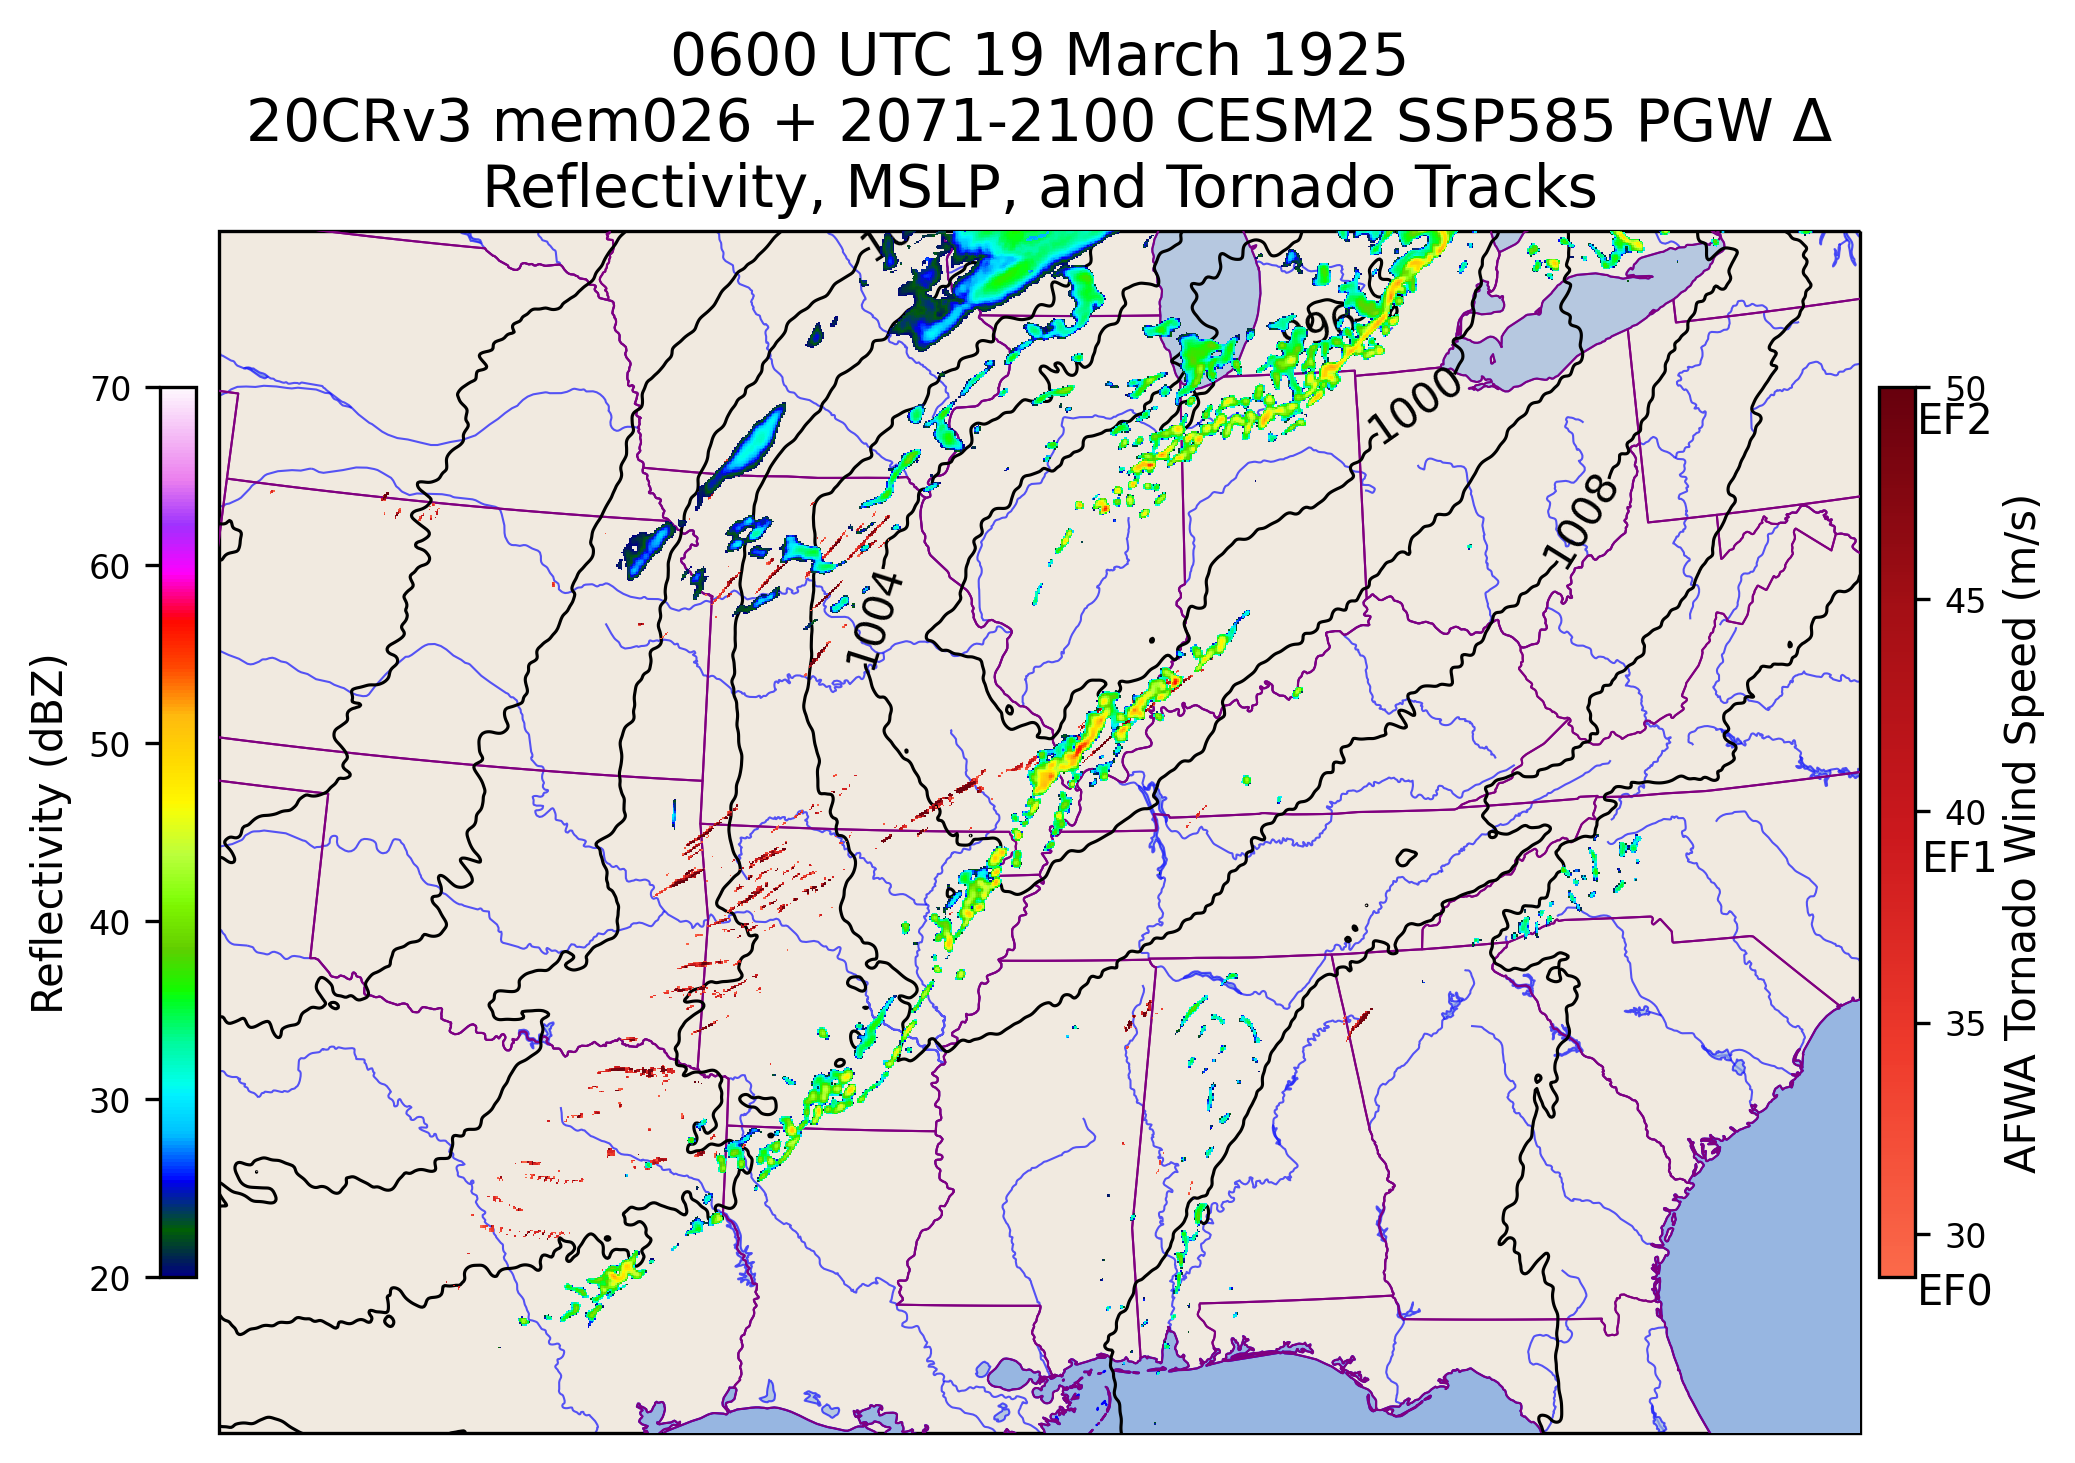 0600 UTC 19 March 1925
20CRv3 mem026 + 2071-2100 CESM2 SSP585 PGW Δ
Reflectivity, MSLP, and Tornado Tracks
70
60
50
40
30
20
Reflectivity (dBZ)
996
1000
1008
1004
50
EF2
45
40
EF1
35
30
EF0
AFWA Tornado Wind Speed (m/s)